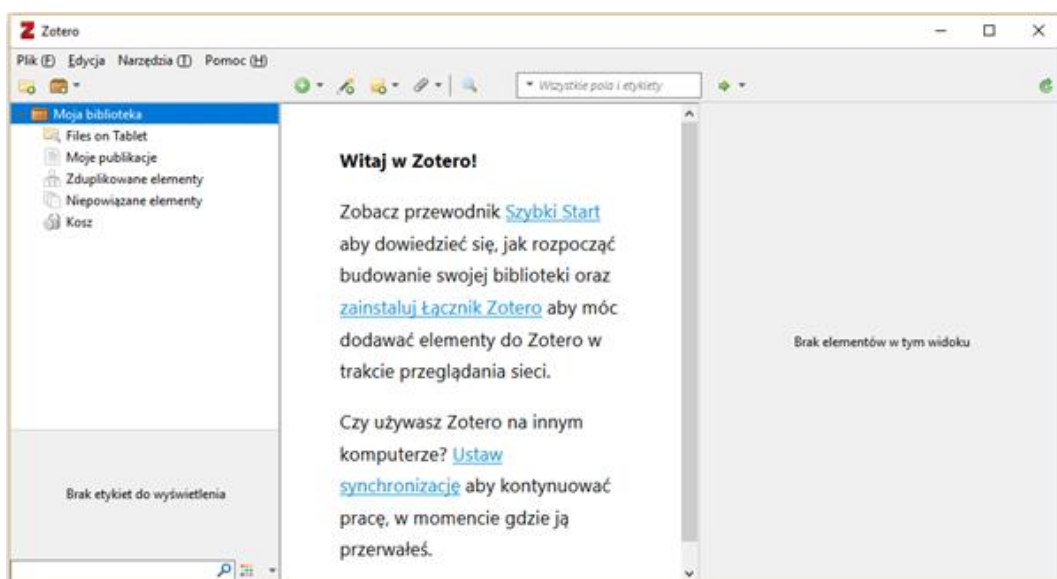 Zotero
Plik (F) Edycja Narzędzia (T) Pomoc (H)
Wszystkie pola i etykiety
Moja biblioteka
Files on Tablet
Moje publikacje
Zduplikowane elementy
Niepowiązane elementy
Kosz
Brak etykiet do wyświetlenia
Witaj w Zotero!
Zobacz przewodnik Szybki Start
aby dowiedzieć się, jak rozpocząć
budowanie swojej biblioteki oraz
zainstaluj Łącznik Zotero aby móc
dodawać elementy do Zotero w
trakcie przeglądania sieci.
Czy używasz Zotero na innym
komputerze? Ustaw
synchronizację aby kontynuować
pracę, w momencie gdzie ją
przerwałeś.
Brak elementów w tym widoku